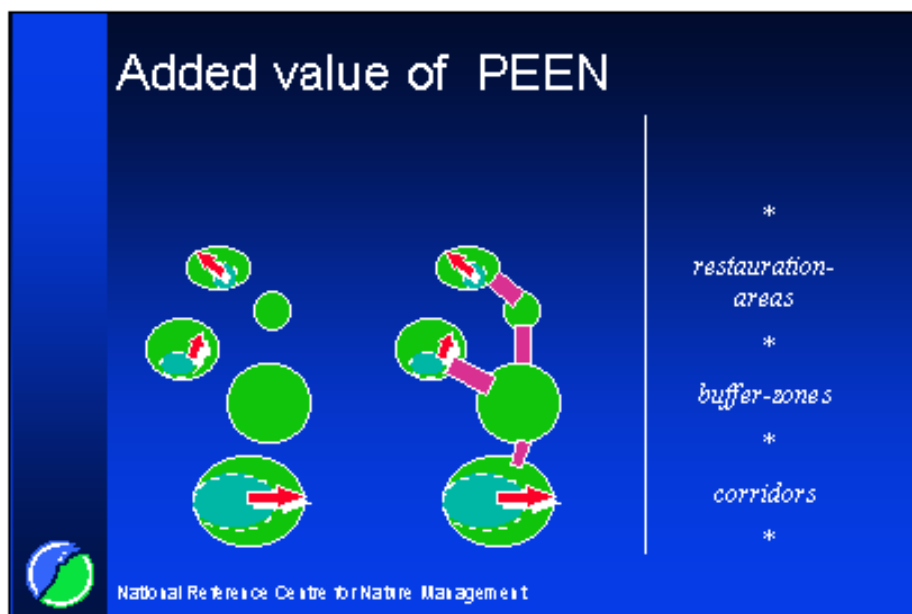 Added value of PEEN
*
restauration-
areas
*
buffer-zones
*
corridors
*
National Reference Centre for Nature Management